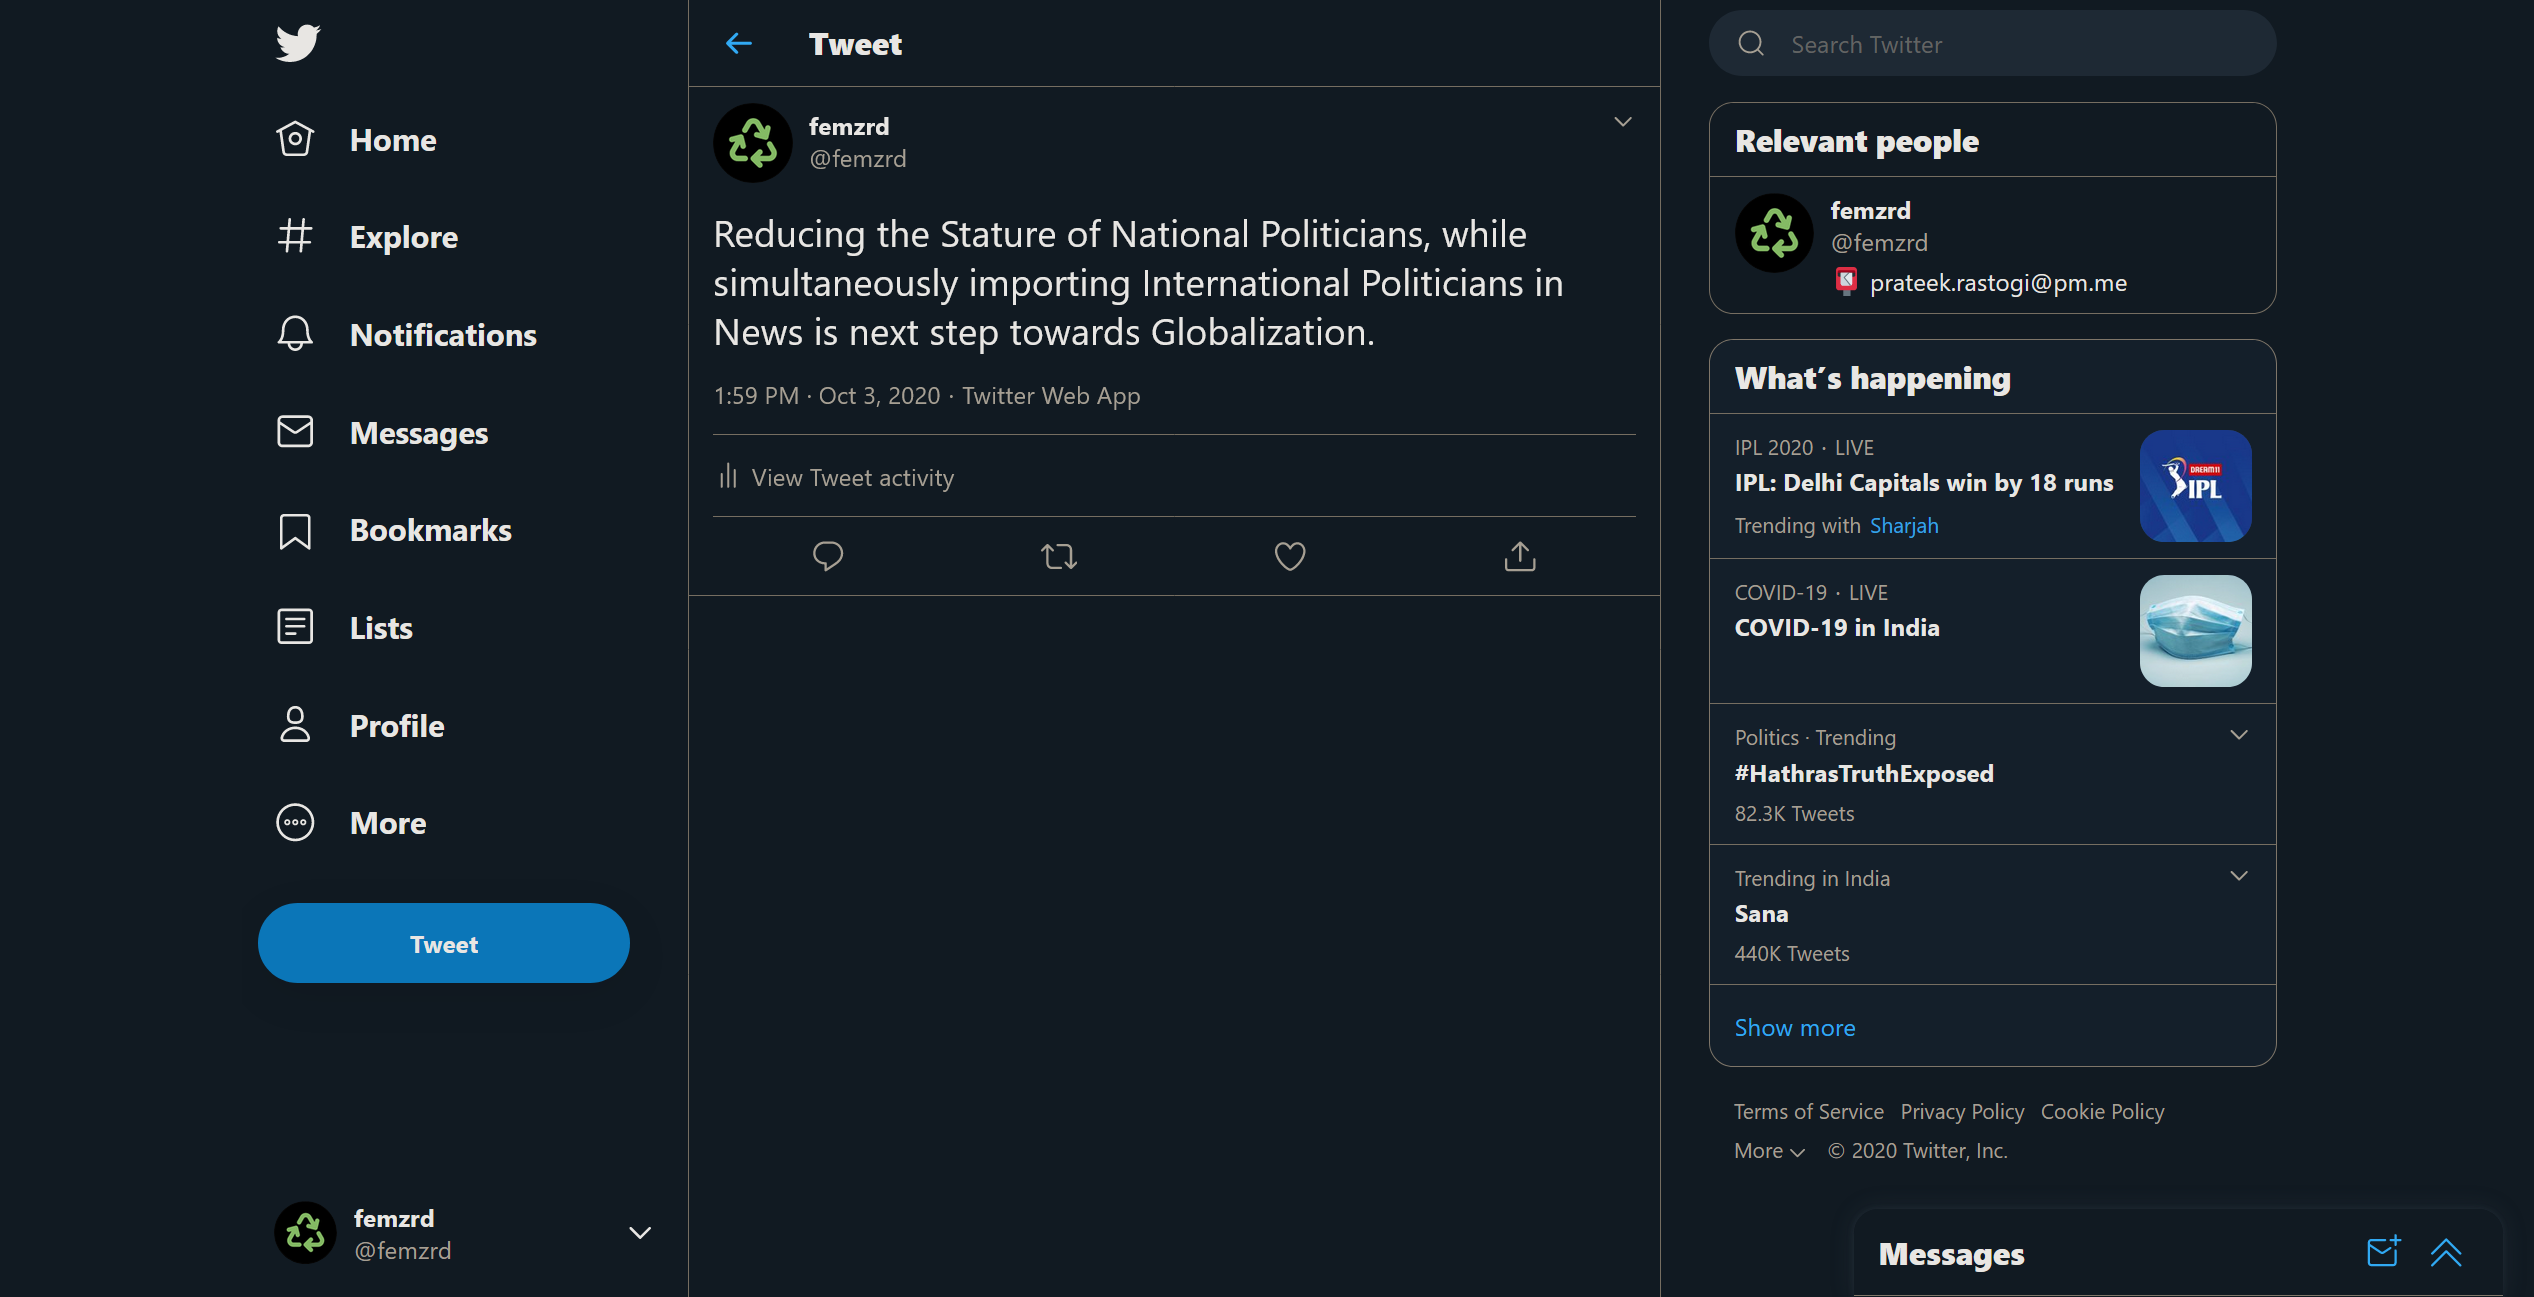 Home
Explore
Notifications
Messages
Bookmarks
Lists
Profile
More
Tweet
femzrd
@femzrd
Tweet
femzrd
@femzrd
Reducing the Stature of National Politicians, while
simultaneously importing International Politicians in
News is next step towards Globalization.
1:59 PM · Oct 3, 2020 · Twitter Web App
View Tweet activity
Search Twitter
Relevant people
femzrd
@femzrd
prateek.rastogi@pm.me
What's happening
IPL 2020 · LIVE
IPL: Delhi Capitals win by 18 runs
Trending with Sharjah
DREAM11
IPL
COVID-19 · LIVE
COVID-19 in India
Politics · Trending
#HathrasTruthExposed
82.3K Tweets
Trending in India
Sana
440K Tweets
Show more
Terms of Service Privacy Policy Cookie Policy
More © 2020 Twitter, Inc.
Messages